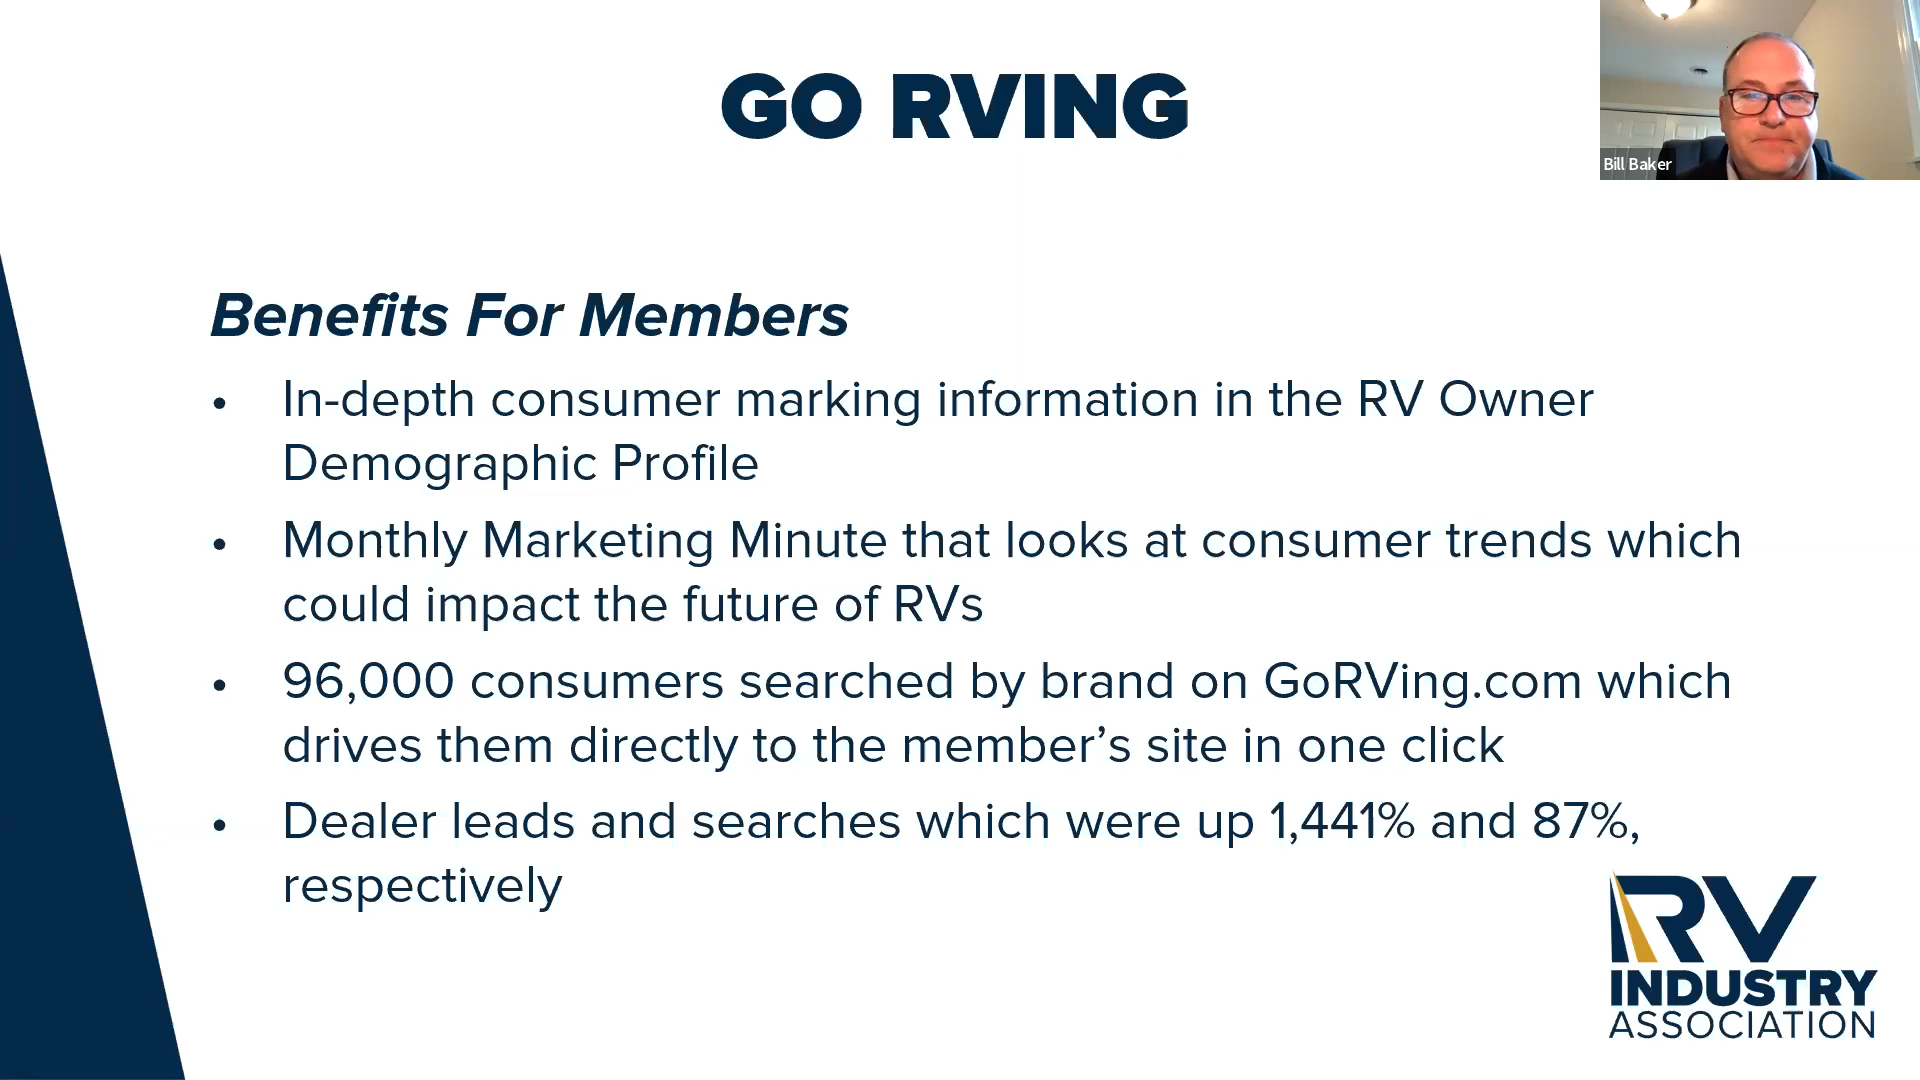 GO RVING
Bill Baker
Benefits For Members
• In-depth consumer marking information in the RV Owner
Demographic Profile
• Monthly Marketing Minute that looks at consumer trends which
could impact the future of RVs
• 96,000 consumers searched by brand on GoRVing.com which
drives them directly to the member’s site in one click
• Dealer leads and searches which were up 1,441% and 87%,
respectively
RV
INDUSTRY
ASSOCIATION